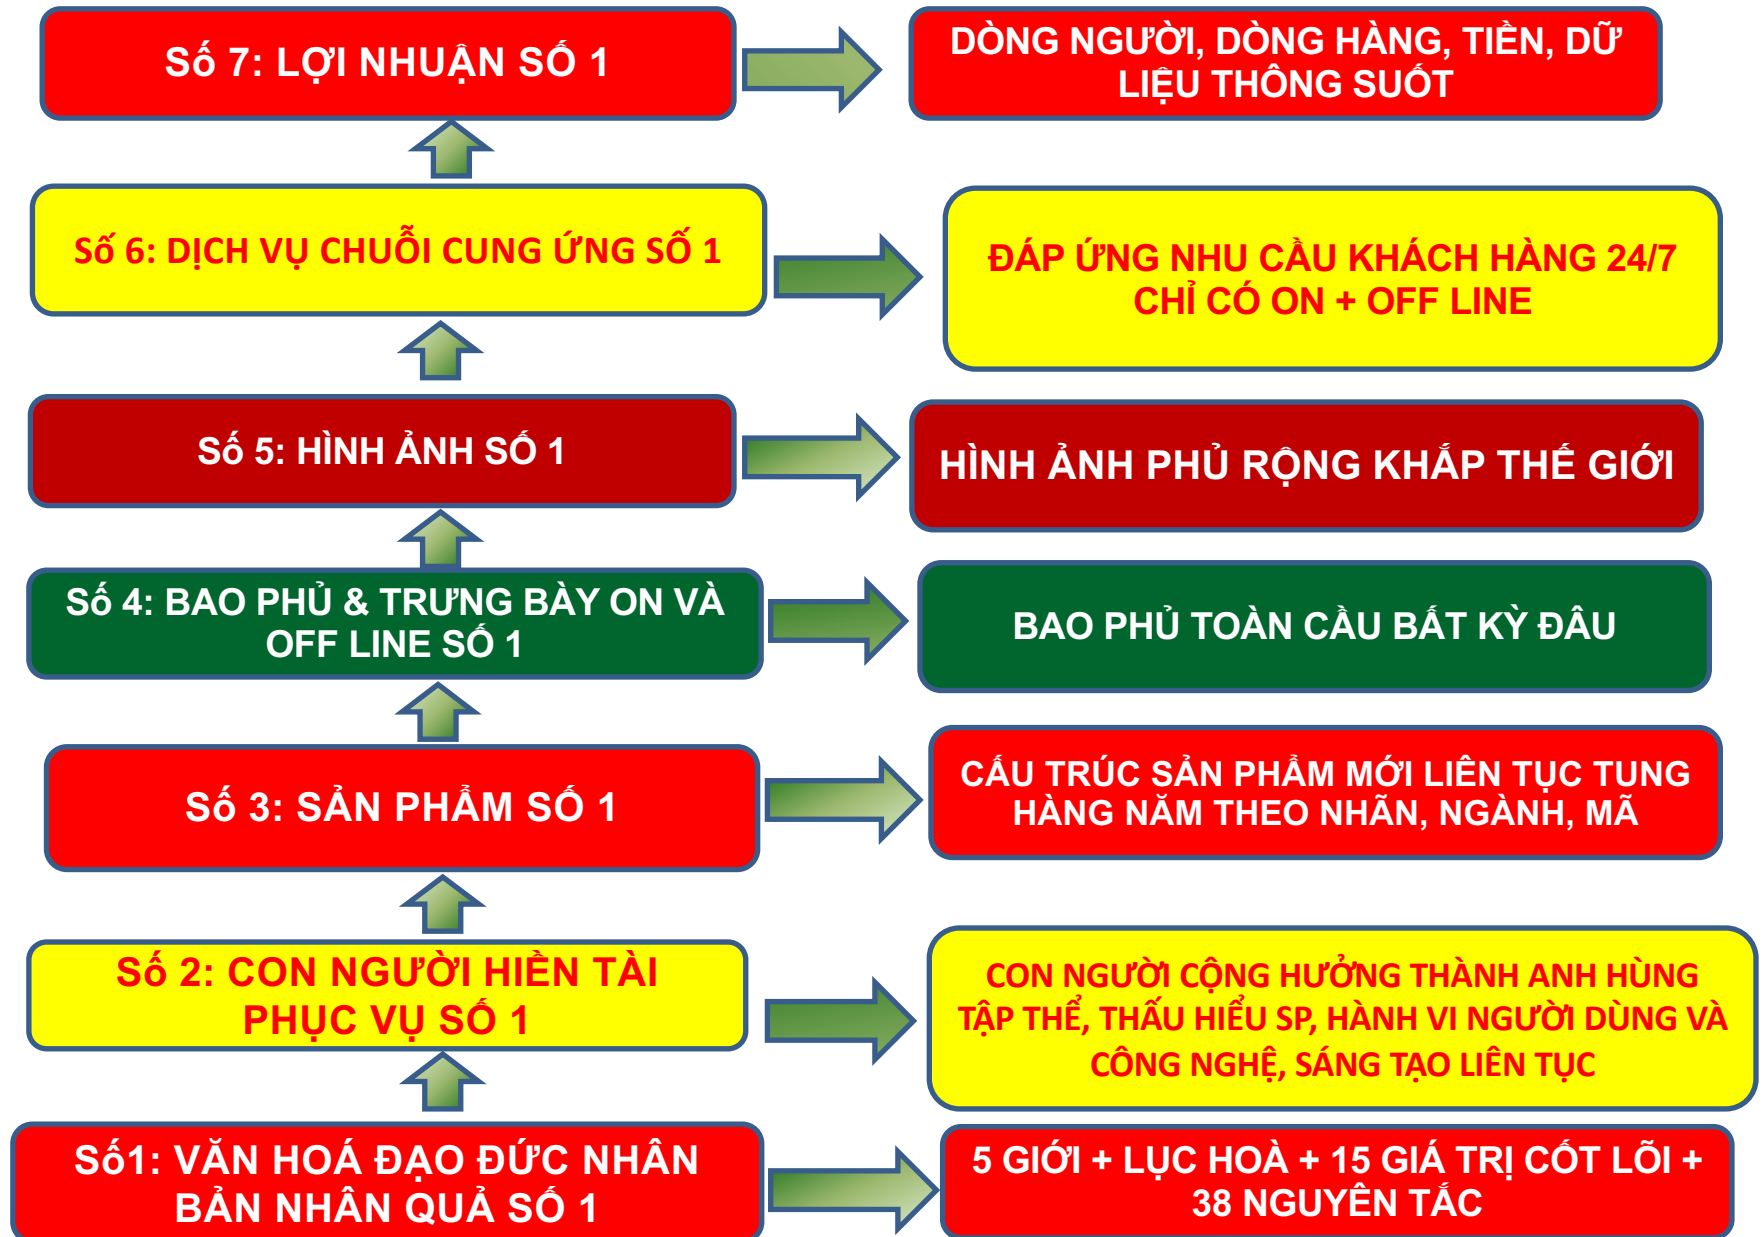 Số 7: LỢI NHUẬN SỐ 1
DÒNG NGƯỜI, DÒNG HÀNG, TIỀN, DỮ
LIỆU THÔNG SUỐT
Số 6: DỊCH VỤ CHUỖI CUNG ỨNG SỐ 1
ĐÁP ỨNG NHU CẦU KHÁCH HÀNG 24/7
CHỈ CÓ ON + OFF LINE
Số 5: HÌNH ẢNH SỐ 1
HÌNH ẢNH PHỦ RỘNG KHẮP THẾ GIỚI
Số 4: BAO PHỦ & TRƯNG BÀY ON VÀ
OFF LINE SỐ 1
BAO PHỦ TOÀN CẦU BẤT KỲ ĐÂU
Số 3: SẢN PHẨM SỐ 1
CẤU TRÚC SẢN PHẨM MỚI LIÊN TỤC TUNG
HÀNG NĂM THEO NHÃN, NGÀNH, MÃ
Số 2: CON NGƯỜI HIỀN TÀI
PHỤC VỤ SỐ 1
CON NGƯỜI CỘNG HƯỞNG THÀNH ANH HÙNG
TẬP THỂ, THẤU HIỂU SP, HÀNH VI NGƯỜI DÙNG VÀ
CÔNG NGHỆ, SÁNG TẠO LIÊN TỤC
Số1: VĂN HOÁ ĐẠO ĐỨC NHÂN
BẢN NHÂN QUẢ SỐ 1
5 GIỚI + LỤC HOÀ + 15 GIÁ TRỊ CỐT LÕI +
38 NGUYÊN TẮC